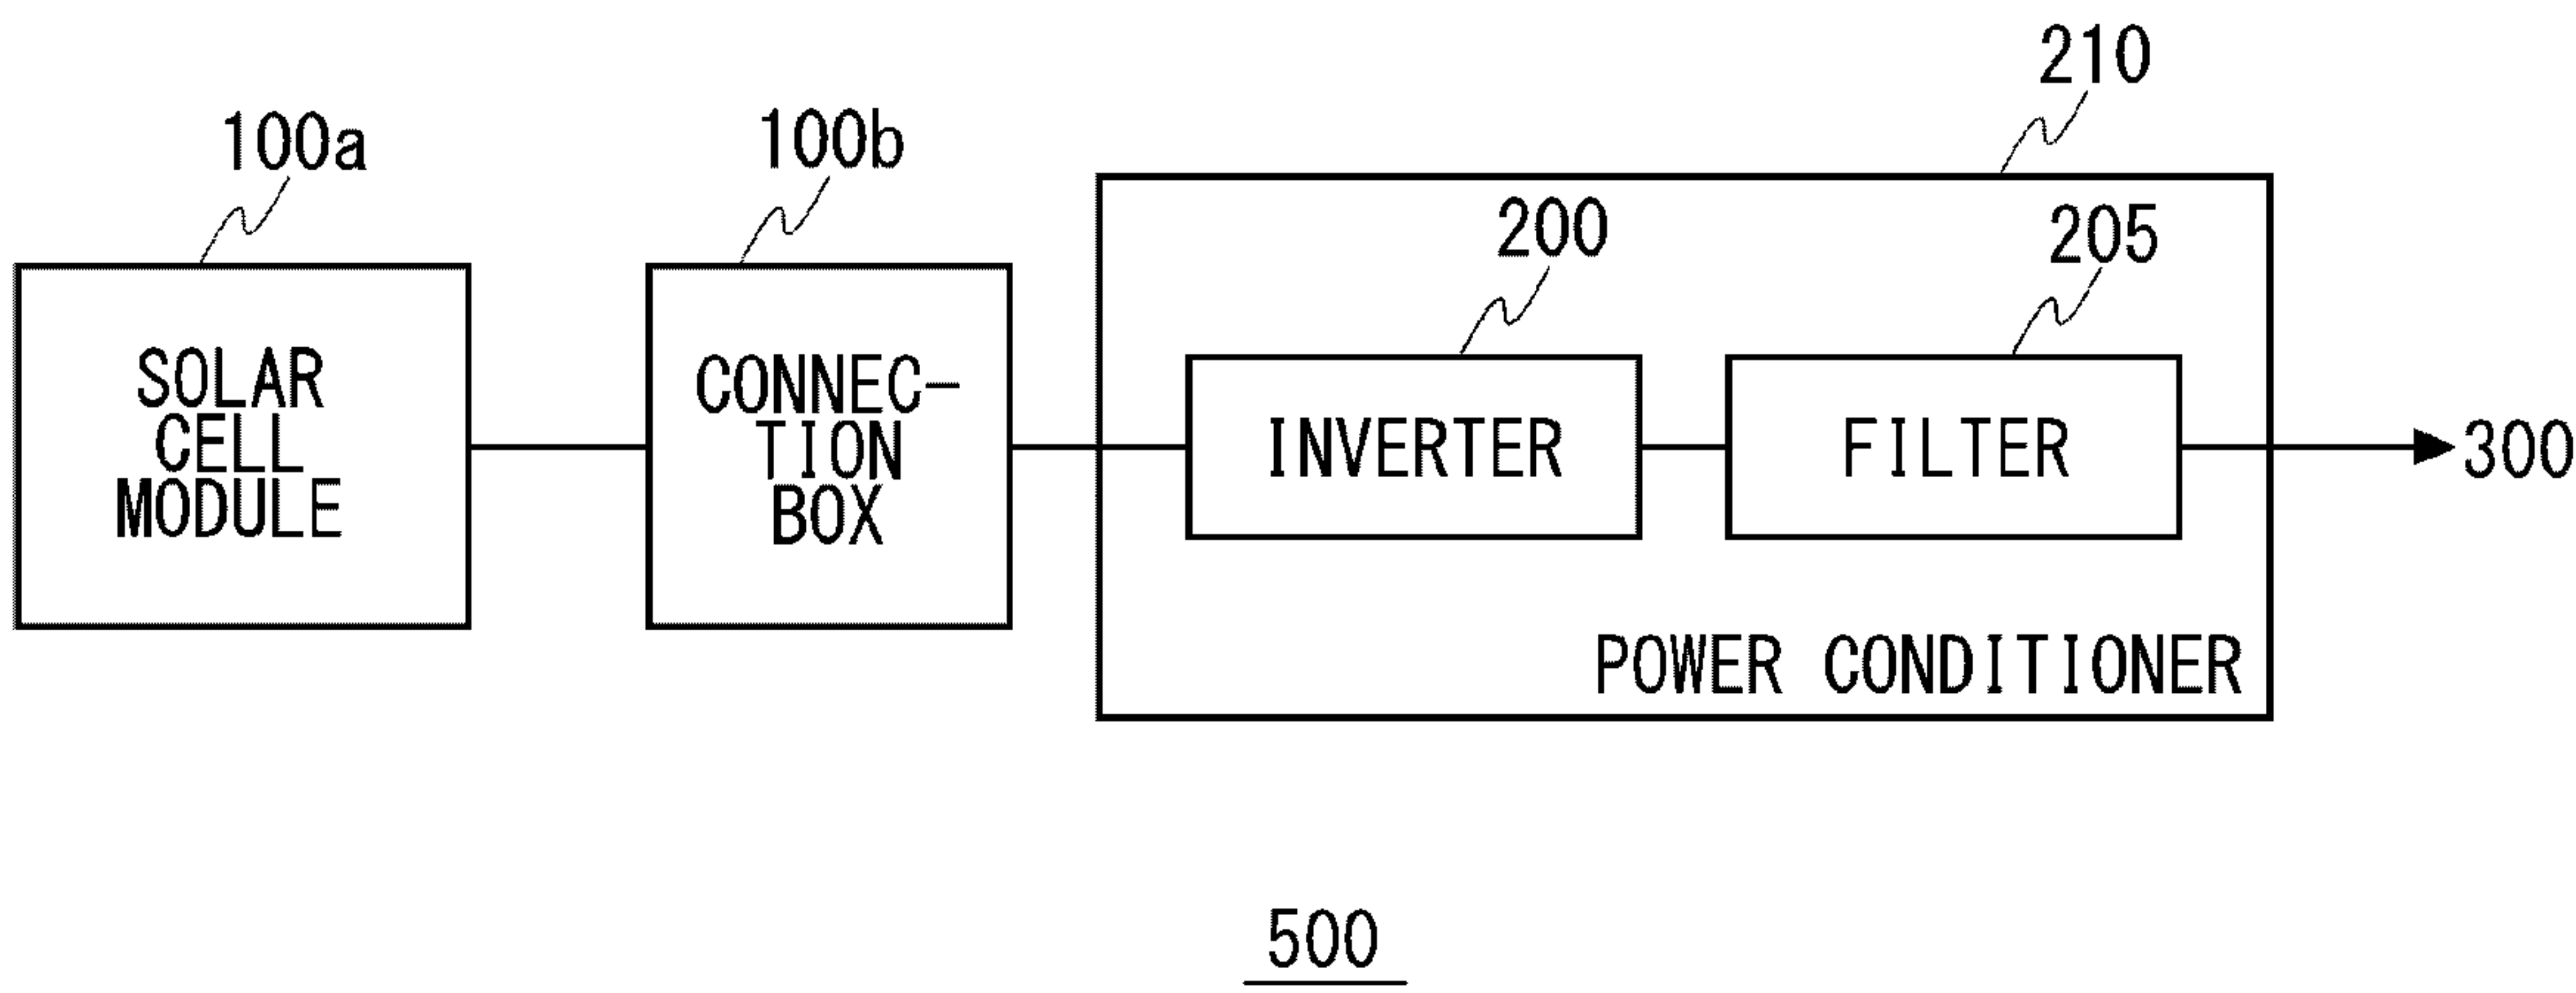 210
100a
100b
200
205
SOLAR
CELL
MODULE
CONNEC-
TION
BOX
INVERTER
FILTER
300
POWER CONDITIONER
500